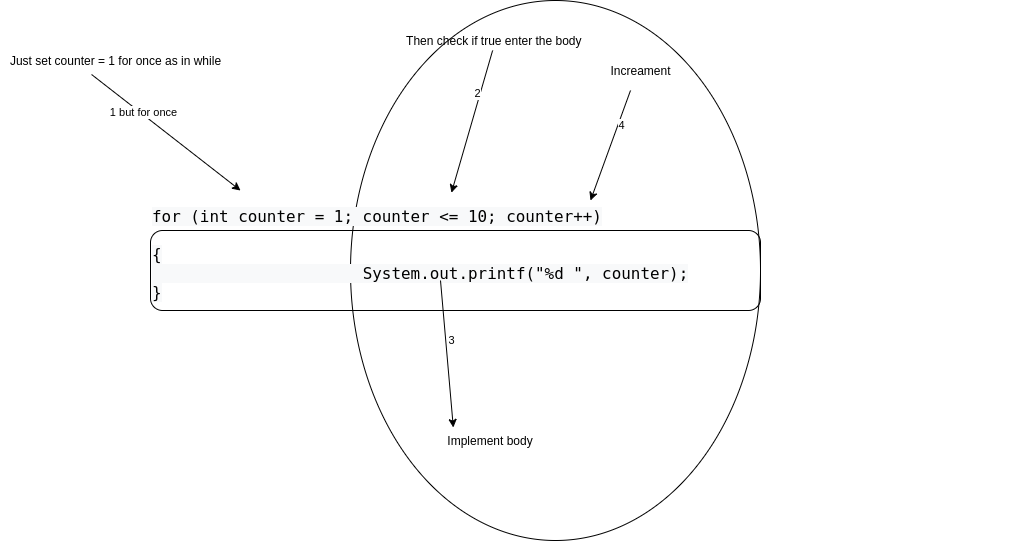 Then check if true enter the body
Just set counter = 1 for once as in while
Increament
2
1 but for once
4
for (int counter = 1; counter <= 10; counter++)
{
System.out.printf("%d ", counter);
}
3
Implement body